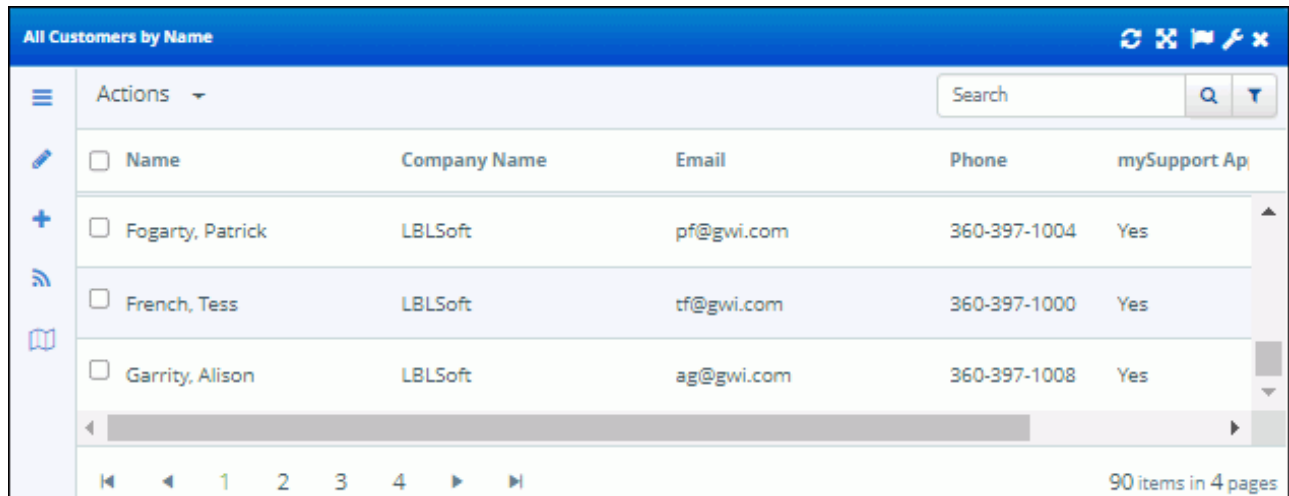 All Customers by Name
Actions Search
Name Company Name Email Phone mySupport Ap
Fogarty, Patrick LBLSoft pf@gwi.com 360-397-1004 Yes
French, Tess LBLSoft tf@gwi.com 360-397-1000 Yes
Garrity, Alison LBLSoft ag@gwi.com 360-397-1008 Yes
1 2 3 4 90 items in 4 pages